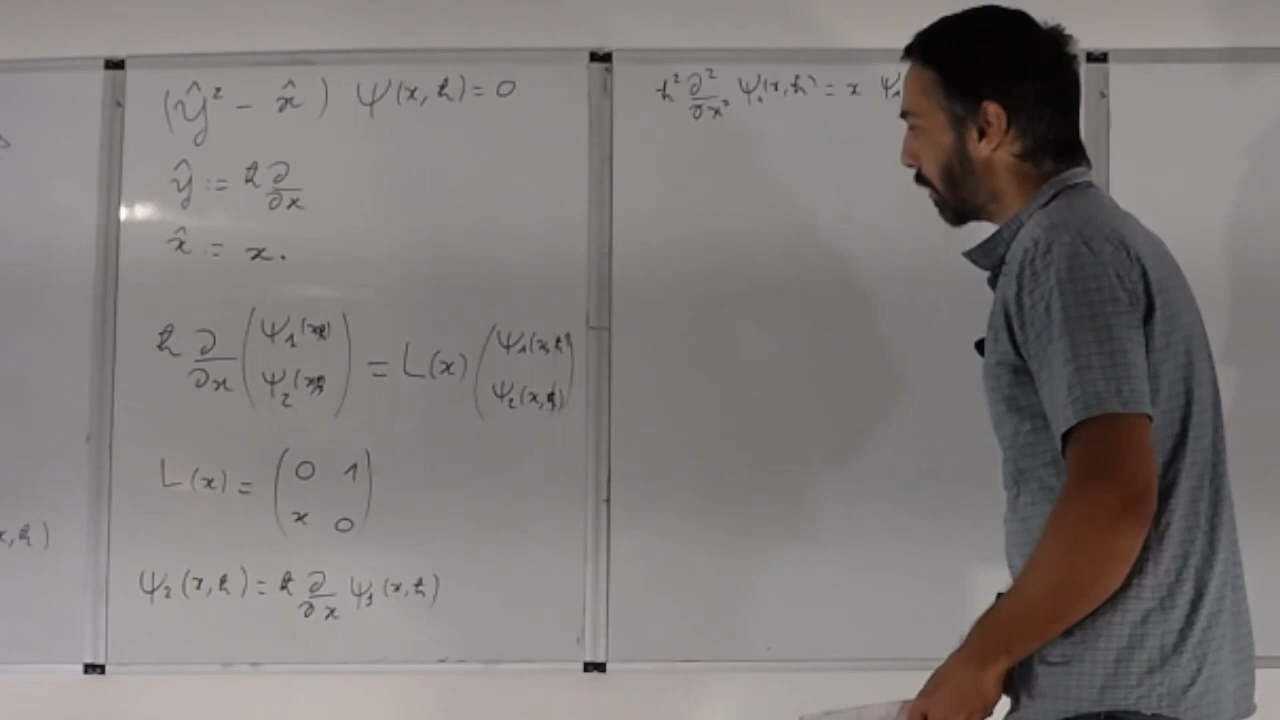 (ŷ² − x̂) ψ(x, ħ) = 0
ŷ := ħ ∂/∂x
x̂ := x.
ħ ∂/∂x (ψ₁(x,ħ) ψ₂(x,ħ)) = L(x) (ψ₁(x,ħ) ψ₂(x,ħ))
L(x) = (0 1
x 0)
ψ₂(x, ħ) = ħ ∂/∂x ψ₁(x, ħ)
ħ² ∂²/∂x² ψ₁(x, ħ) = x ψ₁
x, ħ)